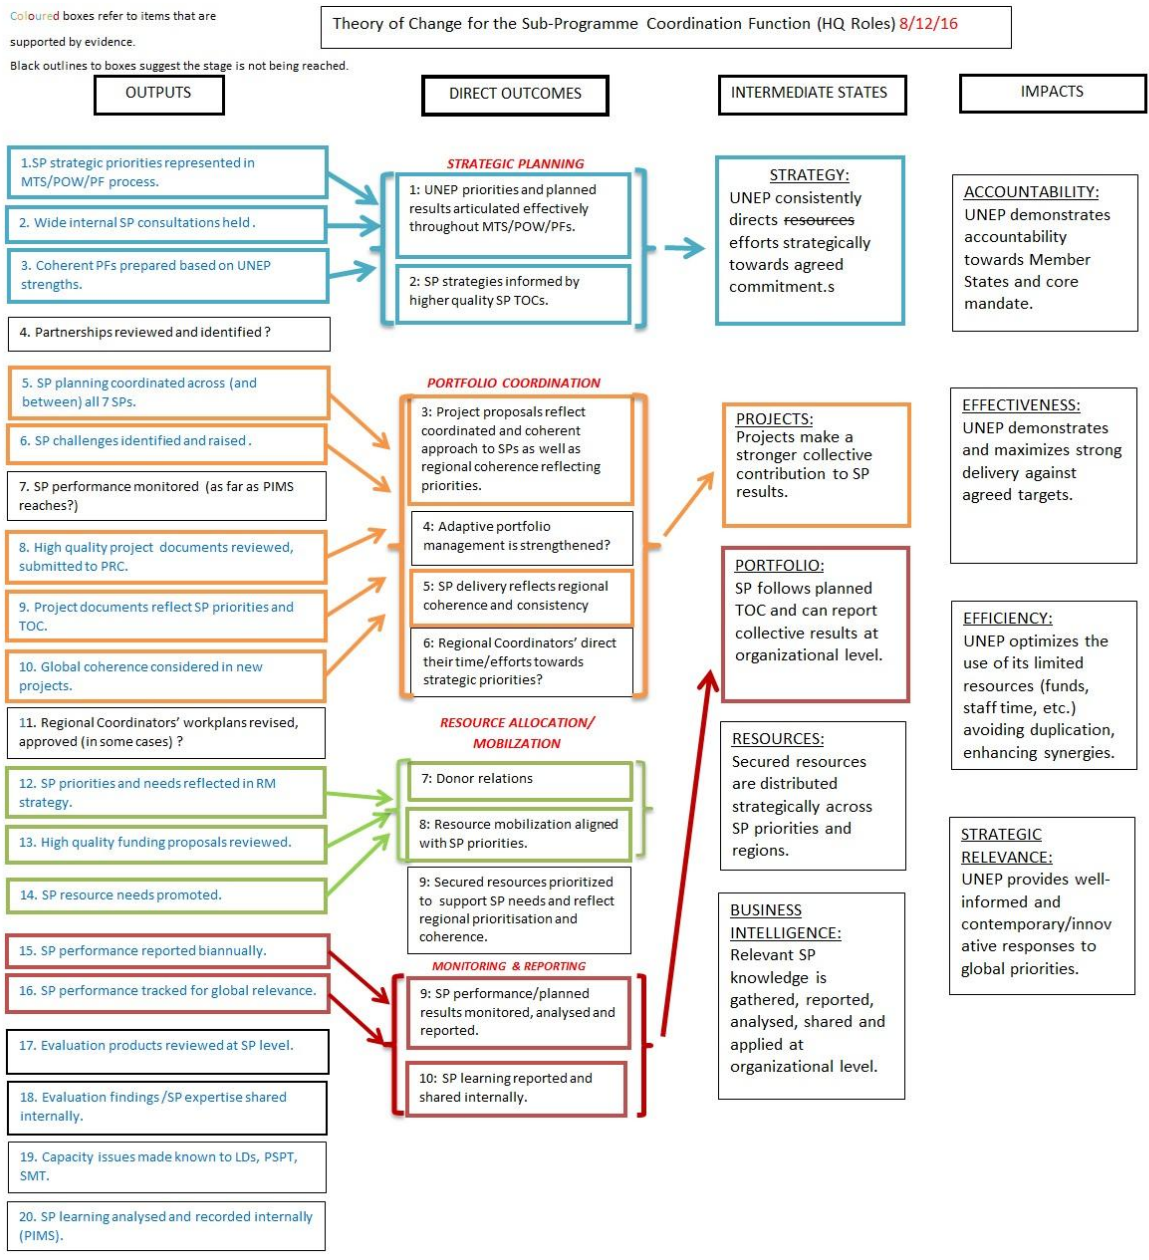 Coloured boxes refer to items that are
supported by evidence.
Black outlines to boxes suggest the stage is not being reached.
Theory of Change for the Sub-Programme Coordination Function (HQ Roles) 8/12/16
OUTPUTS
DIRECT OUTCOMES
INTERMEDIATE STATES
IMPACTS
1.SP strategic priorities represented in
MTS/POW/PF process.
2. Wide internal SP consultations held .
3. Coherent PFs prepared based on UNEP
strengths.
4. Partnerships reviewed and identified ?
5. SP planning coordinated across (and
between) all 7 SPs.
6. SP challenges identified and raised .
7. SP performance monitored (as far as PIMS
reaches?)
8. High quality project documents reviewed,
submitted to PRC.
9. Project documents reflect SP priorities and
TOC.
10. Global coherence considered in new
projects.
11. Regional Coordinators' workplans revised,
approved (in some cases) ?
12. SP priorities and needs reflected in RM
strategy.
13. High quality funding proposals reviewed.
14. SP resource needs promoted.
15. SP performance reported biannually.
16. SP performance tracked for global relevance.
17. Evaluation products reviewed at SP level.
18. Evaluation findings /SP expertise shared
internally.
19. Capacity issues made known to LDs, PSPT,
SMT.
20. SP learning analysed and recorded internally
(PIMS).
STRATEGIC PLANNING
1: UNEP priorities and planned
results articulated effectively
throughout MTS/POW/PFs.
2: SP strategies informed by
higher quality SP TOCs.
PORTFOLIO COORDINATION
3: Project proposals reflect
coordinated and coherent
approach to SPs as well as
regional coherence reflecting
priorities.
4: Adaptive portfolio
management is strengthened?
5: SP delivery reflects regional
coherence and consistency
6: Regional Coordinators' direct
their time/efforts towards
strategic priorities?
RESOURCE ALLOCATION/
MOBILZATION
7: Donor relations
8: Resource mobilization aligned
with SP priorities.
9: Secured resources prioritized
to support SP needs and reflect
regional prioritisation and
coherence.
MONITORING & REPORTING
9: SP performance/planned
results monitored, analysed and
reported.
10: SP learning reported and
shared internally.
STRATEGY:
UNEP consistently
directs resources
efforts strategically
towards agreed
commitment.s
PROJECTS:
Projects make a
stronger collective
contribution to SP
results.
PORTFOLIO:
SP follows planned
TOC and can report
collective results at
organizational level.
RESOURCES:
Secured resources
are distributed
strategically across
SP priorities and
regions.
BUSINESS
INTELLIGENCE:
Relevant SP
knowledge is
gathered, reported,
analysed, shared and
applied at
organizational level.
ACCOUNTABILITY:
UNEP demonstrates
accountability
towards Member
States and core
mandate.
EFFECTIVENESS:
UNEP demonstrates
and maximizes strong
delivery against
agreed targets.
EFFICIENCY:
UNEP optimizes the
use of its limited
resources (funds,
staff time, etc.)
avoiding duplication,
enhancing synergies.
STRATEGIC
RELEVANCE:
UNEP provides well-
informed and
contemporary/innov
ative responses to
global priorities.